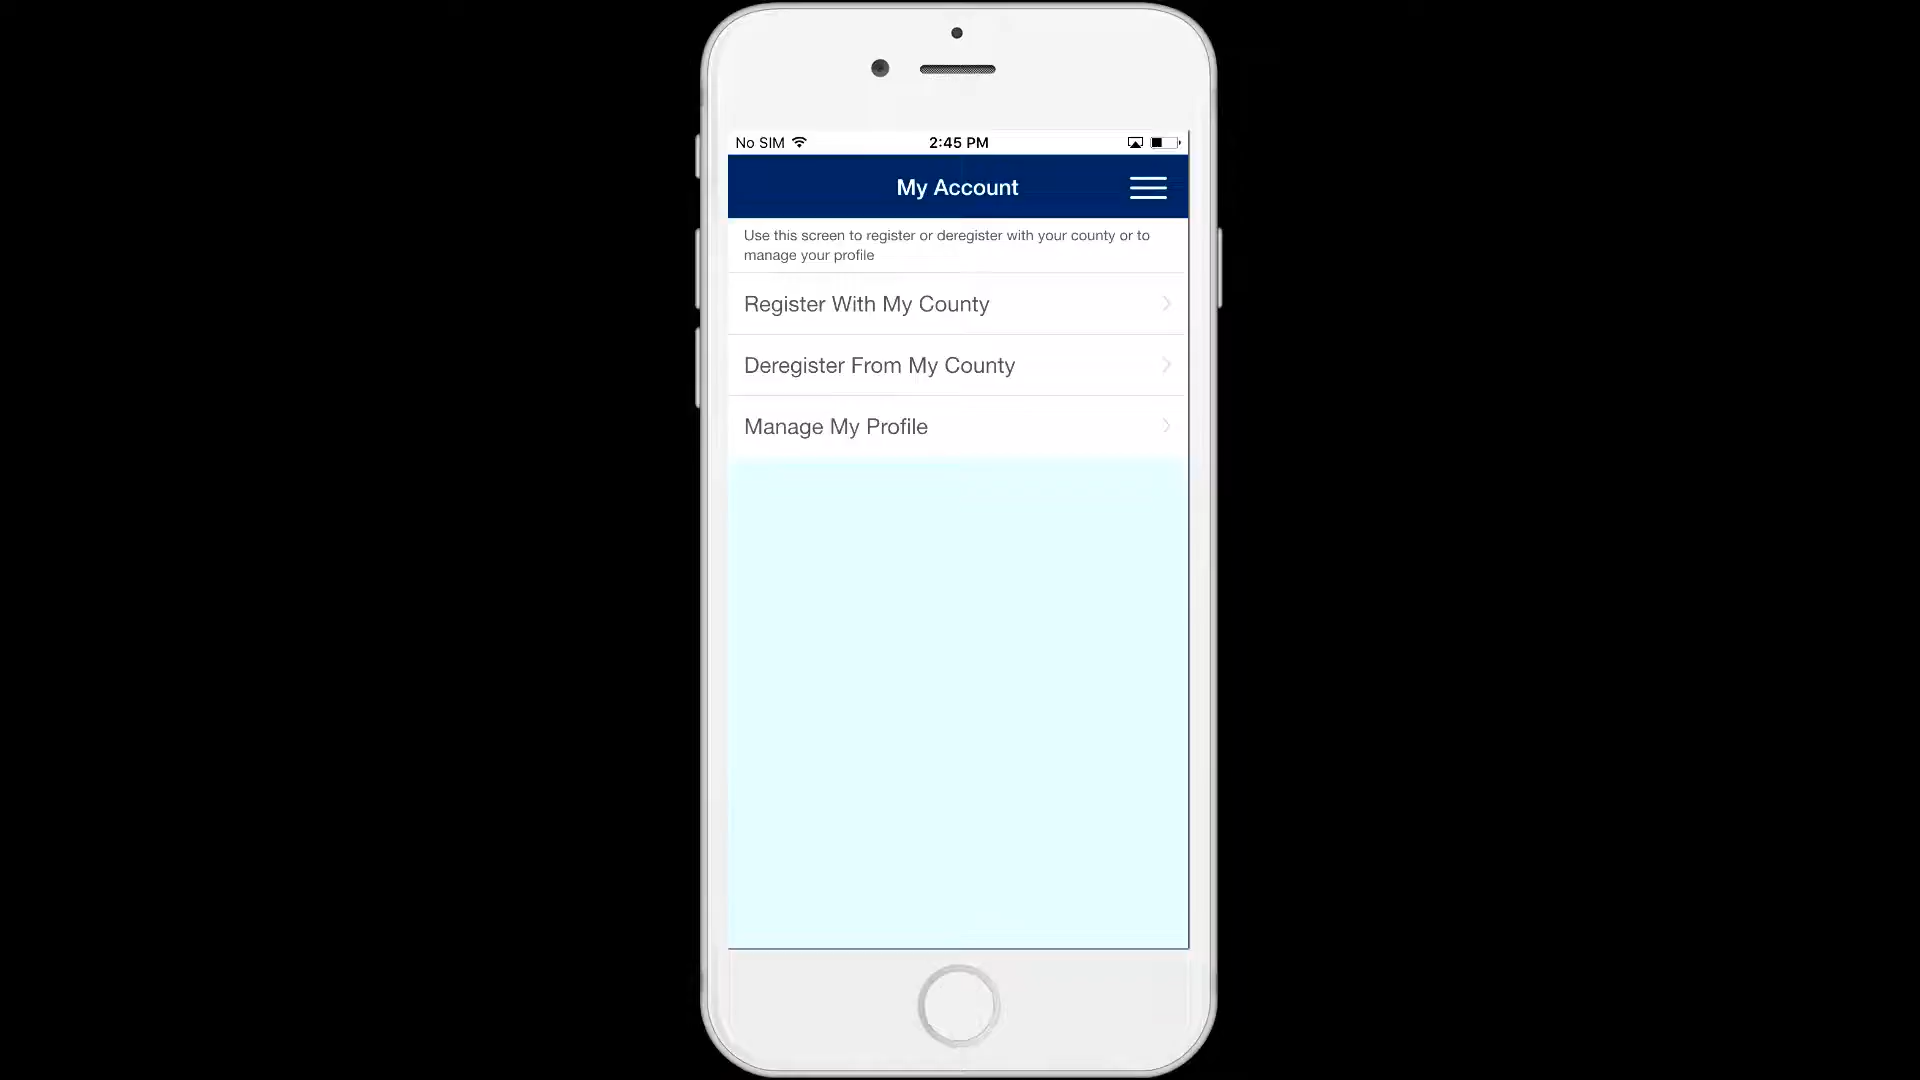 No SIM
2:45 PM
My Account
Use this screen to register or deregister with your county or to
manage your profile
Register With My County
Deregister From My County
Manage My Profile